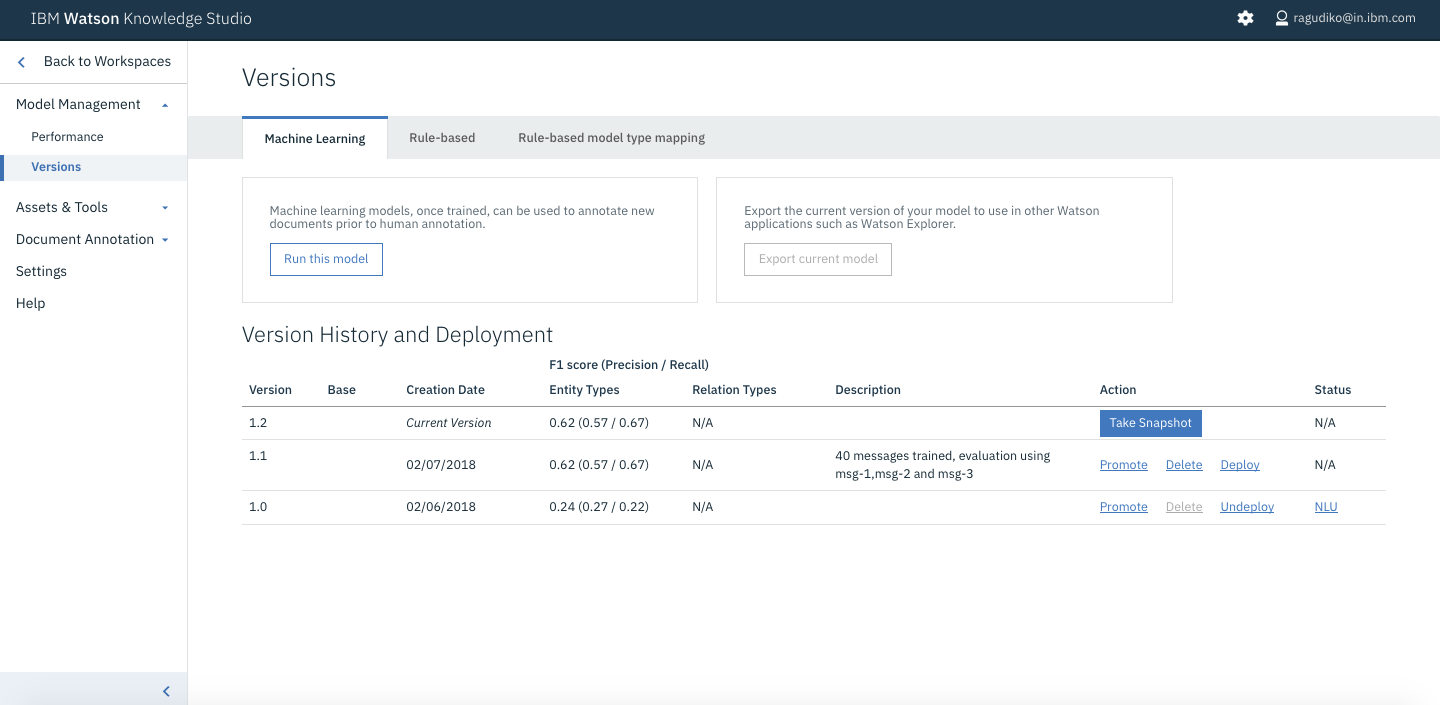 IBM Watson Knowledge Studio
ragudiko@in.ibm.com
Back to Workspaces
Model Management
Performance
Versions
Assets & Tools
Document Annotation
Settings
Help
Versions
Machine Learning
Rule-based
Rule-based model type mapping
Machine learning models, once trained, can be used to annotate new
documents prior to human annotation.
Run this model
Export the current version of your model to use in other Watson
applications such as Watson Explorer.
Export current model
Version History and Deployment
F1 score (Precision / Recall)
Version Base Creation Date Entity Types Relation Types Description Action Status
1.2 Current Version 0.62 (0.57 / 0.67) N/A Take Snapshot N/A
1.1 02/07/2018 0.62 (0.57 / 0.67) N/A 40 messages trained, evaluation using
msg-1,msg-2 and msg-3 Promote Delete Deploy N/A
1.0 02/06/2018 0.24 (0.27 / 0.22) N/A Promote Delete Undeploy NLU